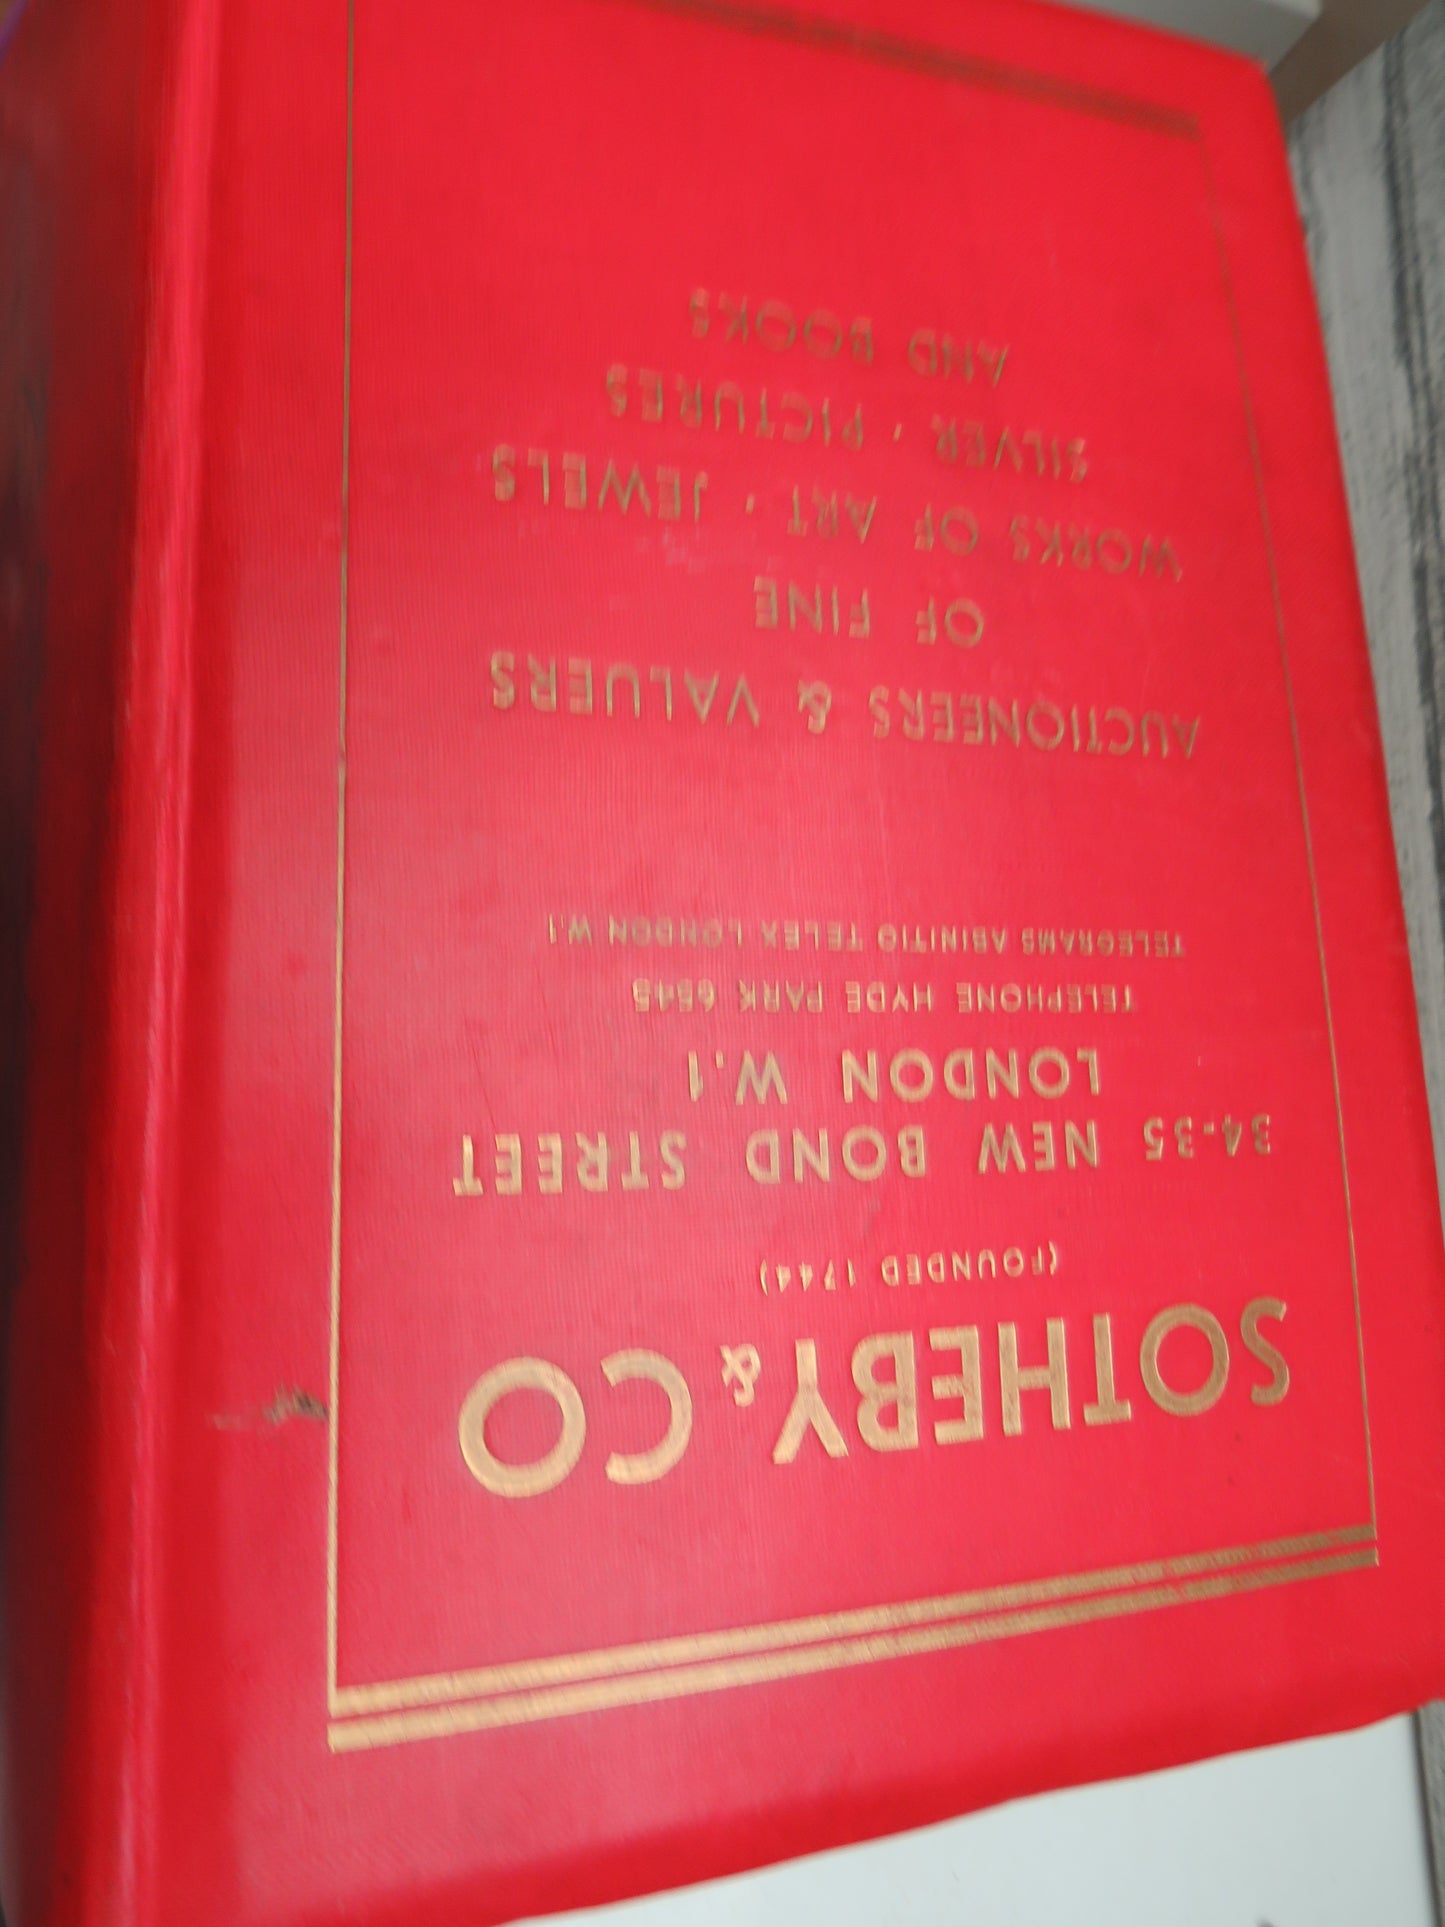 SOTHEBY & CO
(FOUNDED 1744)
34-35 NEW BOND STREET
LONDON W.1
TELEPHONE HYDE PARK 6545
TELEGRAMS ABINITIO TELEX LONDON W.1
AUCTIONEERS & VALUERS
OF FINE
WORKS OF ART · JEWELS
SILVER · PICTURES
AND BOOKS